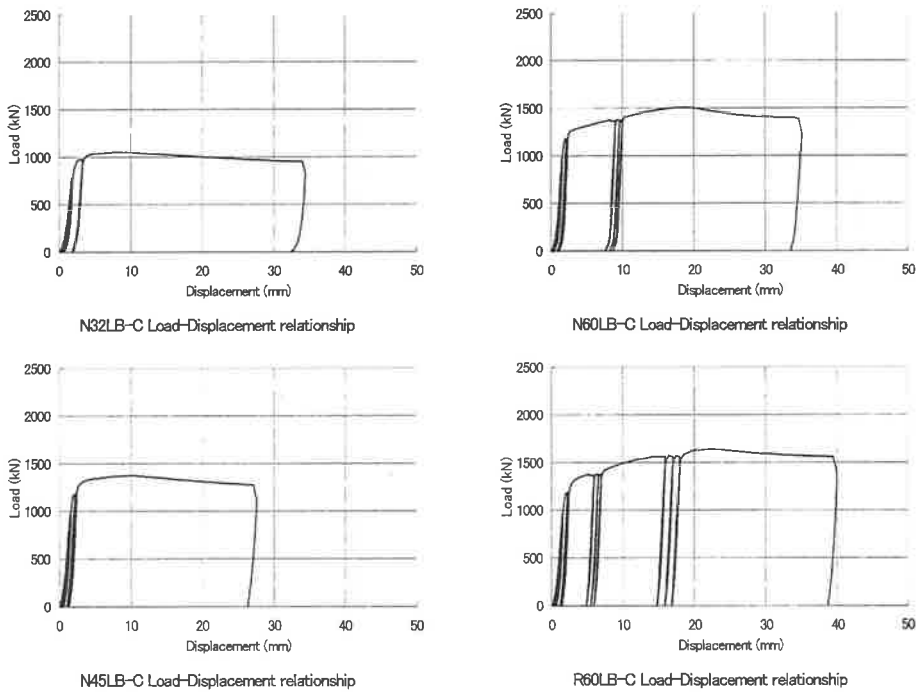 2500
2000
1500
1000
500
0
Load (kN)
0 10 20 30 40 50
Displacement (mm)
N32LB-C Load-Displacement relationship
2500
2000
1500
1000
500
0
Load (kN)
0 10 20 30 40 50
Displacement (mm)
N60LB-C Load-Displacement relationship
2500
2000
1500
1000
500
0
Load (kN)
0 10 20 30 40 50
Displacement (mm)
N45LB-C Load-Displacement relationship
2500
2000
1500
1000
500
0
Load (kN)
0 10 20 30 40 50
Displacement (mm)
R60LB-C Load-Displacement relationship